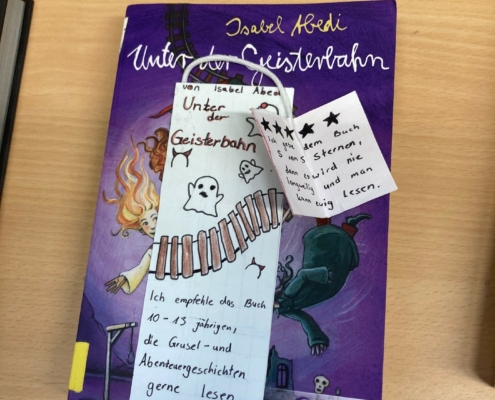 Isabel Abedi
Unter der Geisterbahn
von Isabel Abedi
Unter
der
Geisterbahn
Ich gebe dem Buch
5 von 5 Sternen,
denn es wird nie
langweilig und man
kann ewig lesen.
Ich empfehle das Buch
10-13 jährigen,
die Grusel- und
Abenteuergeschichten
gerne lesen